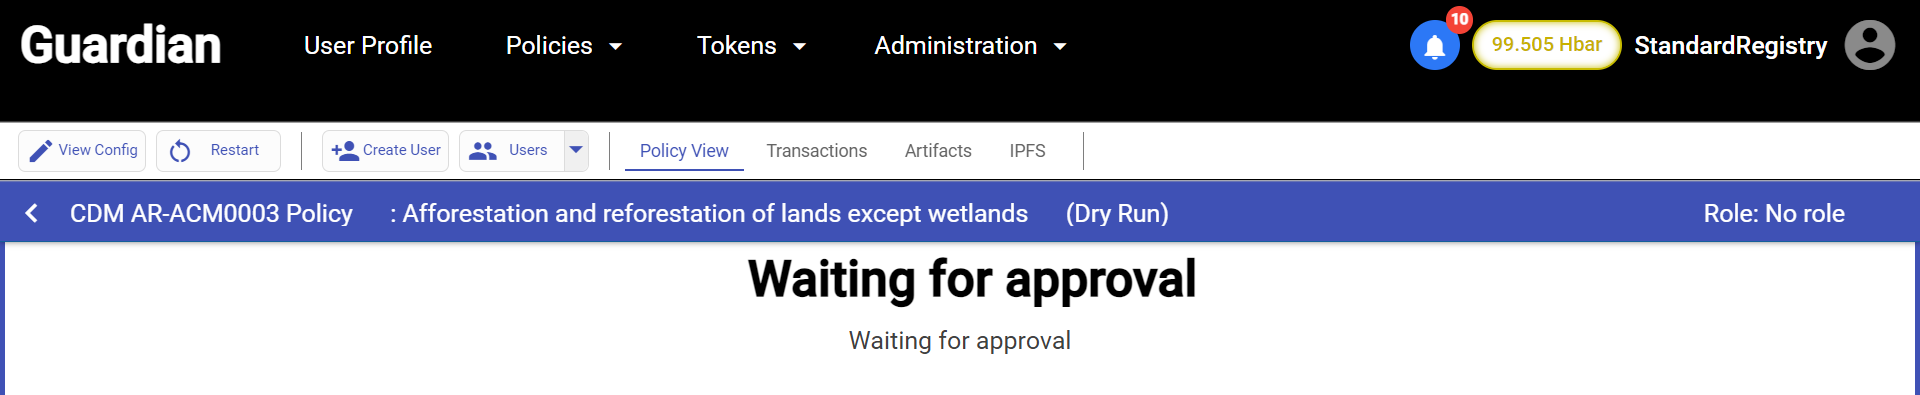 Guardian User Profile Policies Tokens Administration 10 99.505 Hbar StandardRegistry
View Config Restart Create User Users Policy View Transactions Artifacts IPFS
CDM AR-ACM0003 Policy : Afforestation and reforestation of lands except wetlands (Dry Run) Role: No role
Waiting for approval
Waiting for approval